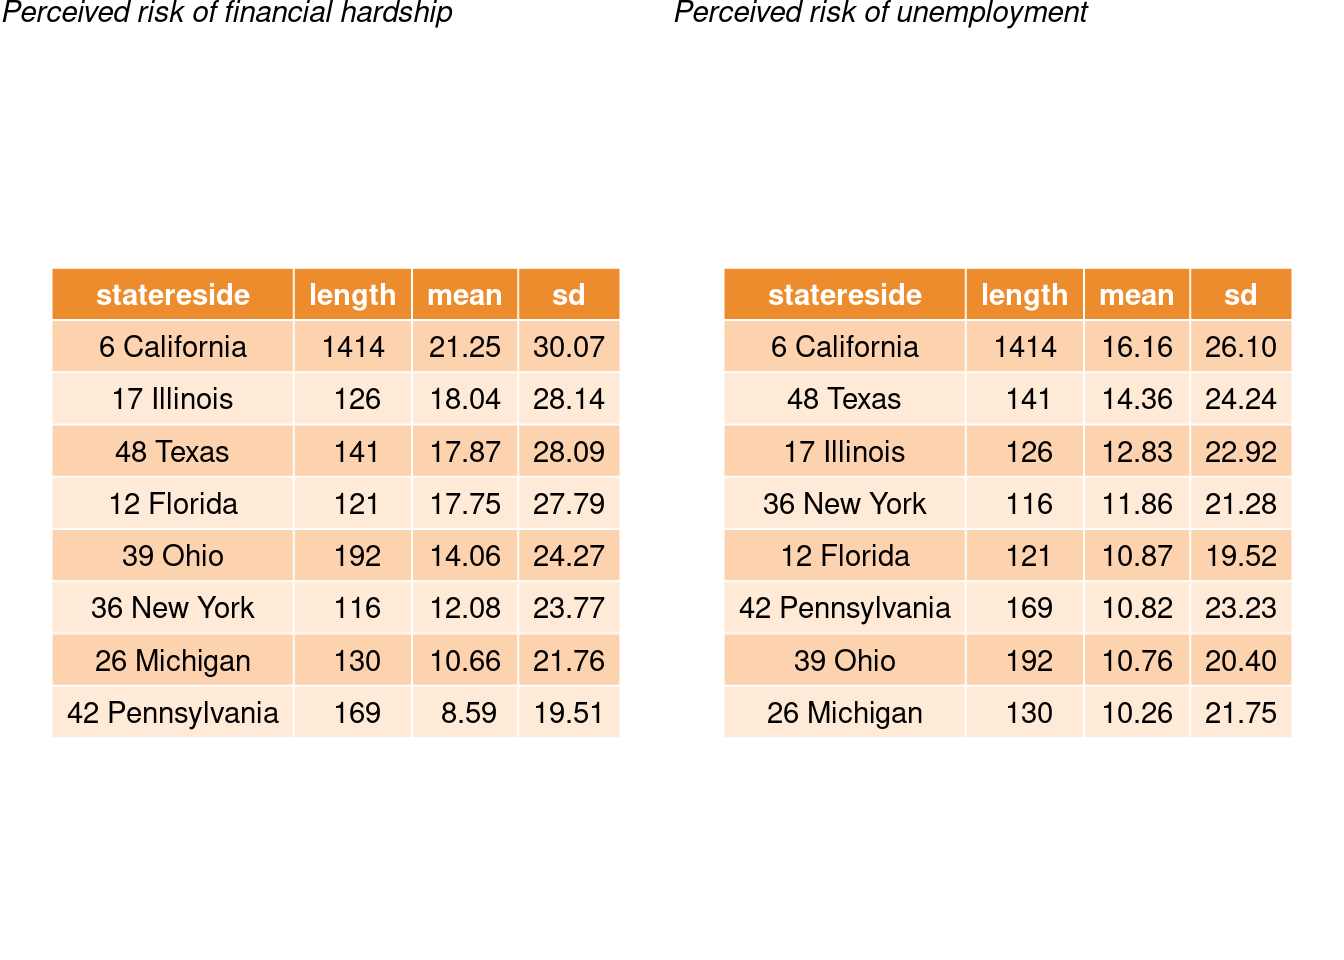 Perceived risk of financial hardship
statereside length mean sd
6 California 1414 21.25 30.07
17 Illinois 126 18.04 28.14
48 Texas 141 17.87 28.09
12 Florida 121 17.75 27.79
39 Ohio 192 14.06 24.27
36 New York 116 12.08 23.77
26 Michigan 130 10.66 21.76
42 Pennsylvania 169 8.59 19.51
Perceived risk of unemployment
statereside length mean sd
6 California 1414 16.16 26.10
48 Texas 141 14.36 24.24
17 Illinois 126 12.83 22.92
36 New York 116 11.86 21.28
12 Florida 121 10.87 19.52
42 Pennsylvania 169 10.82 23.23
39 Ohio 192 10.76 20.40
26 Michigan 130 10.26 21.75